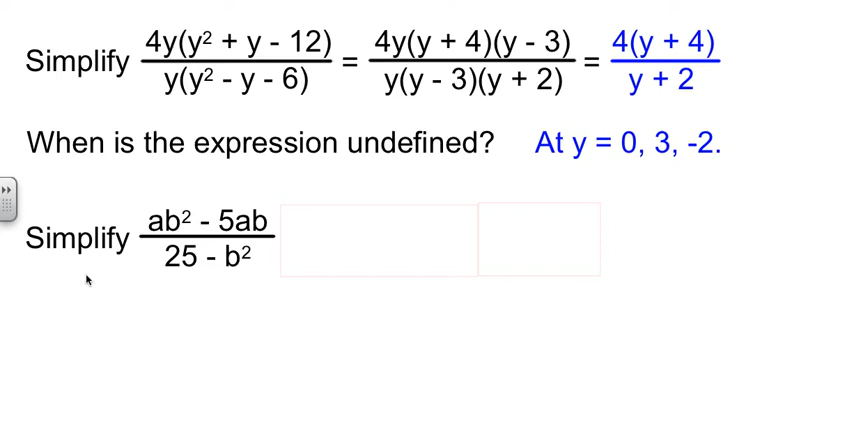 Simplify 4y(y² + y - 12) / y(y² - y - 6) = 4y(y + 4)(y - 3) / y(y - 3)(y + 2) = 4(y + 4) / y + 2
When is the expression undefined? At y = 0, 3, -2.
Simplify ab² - 5ab / 25 - b²